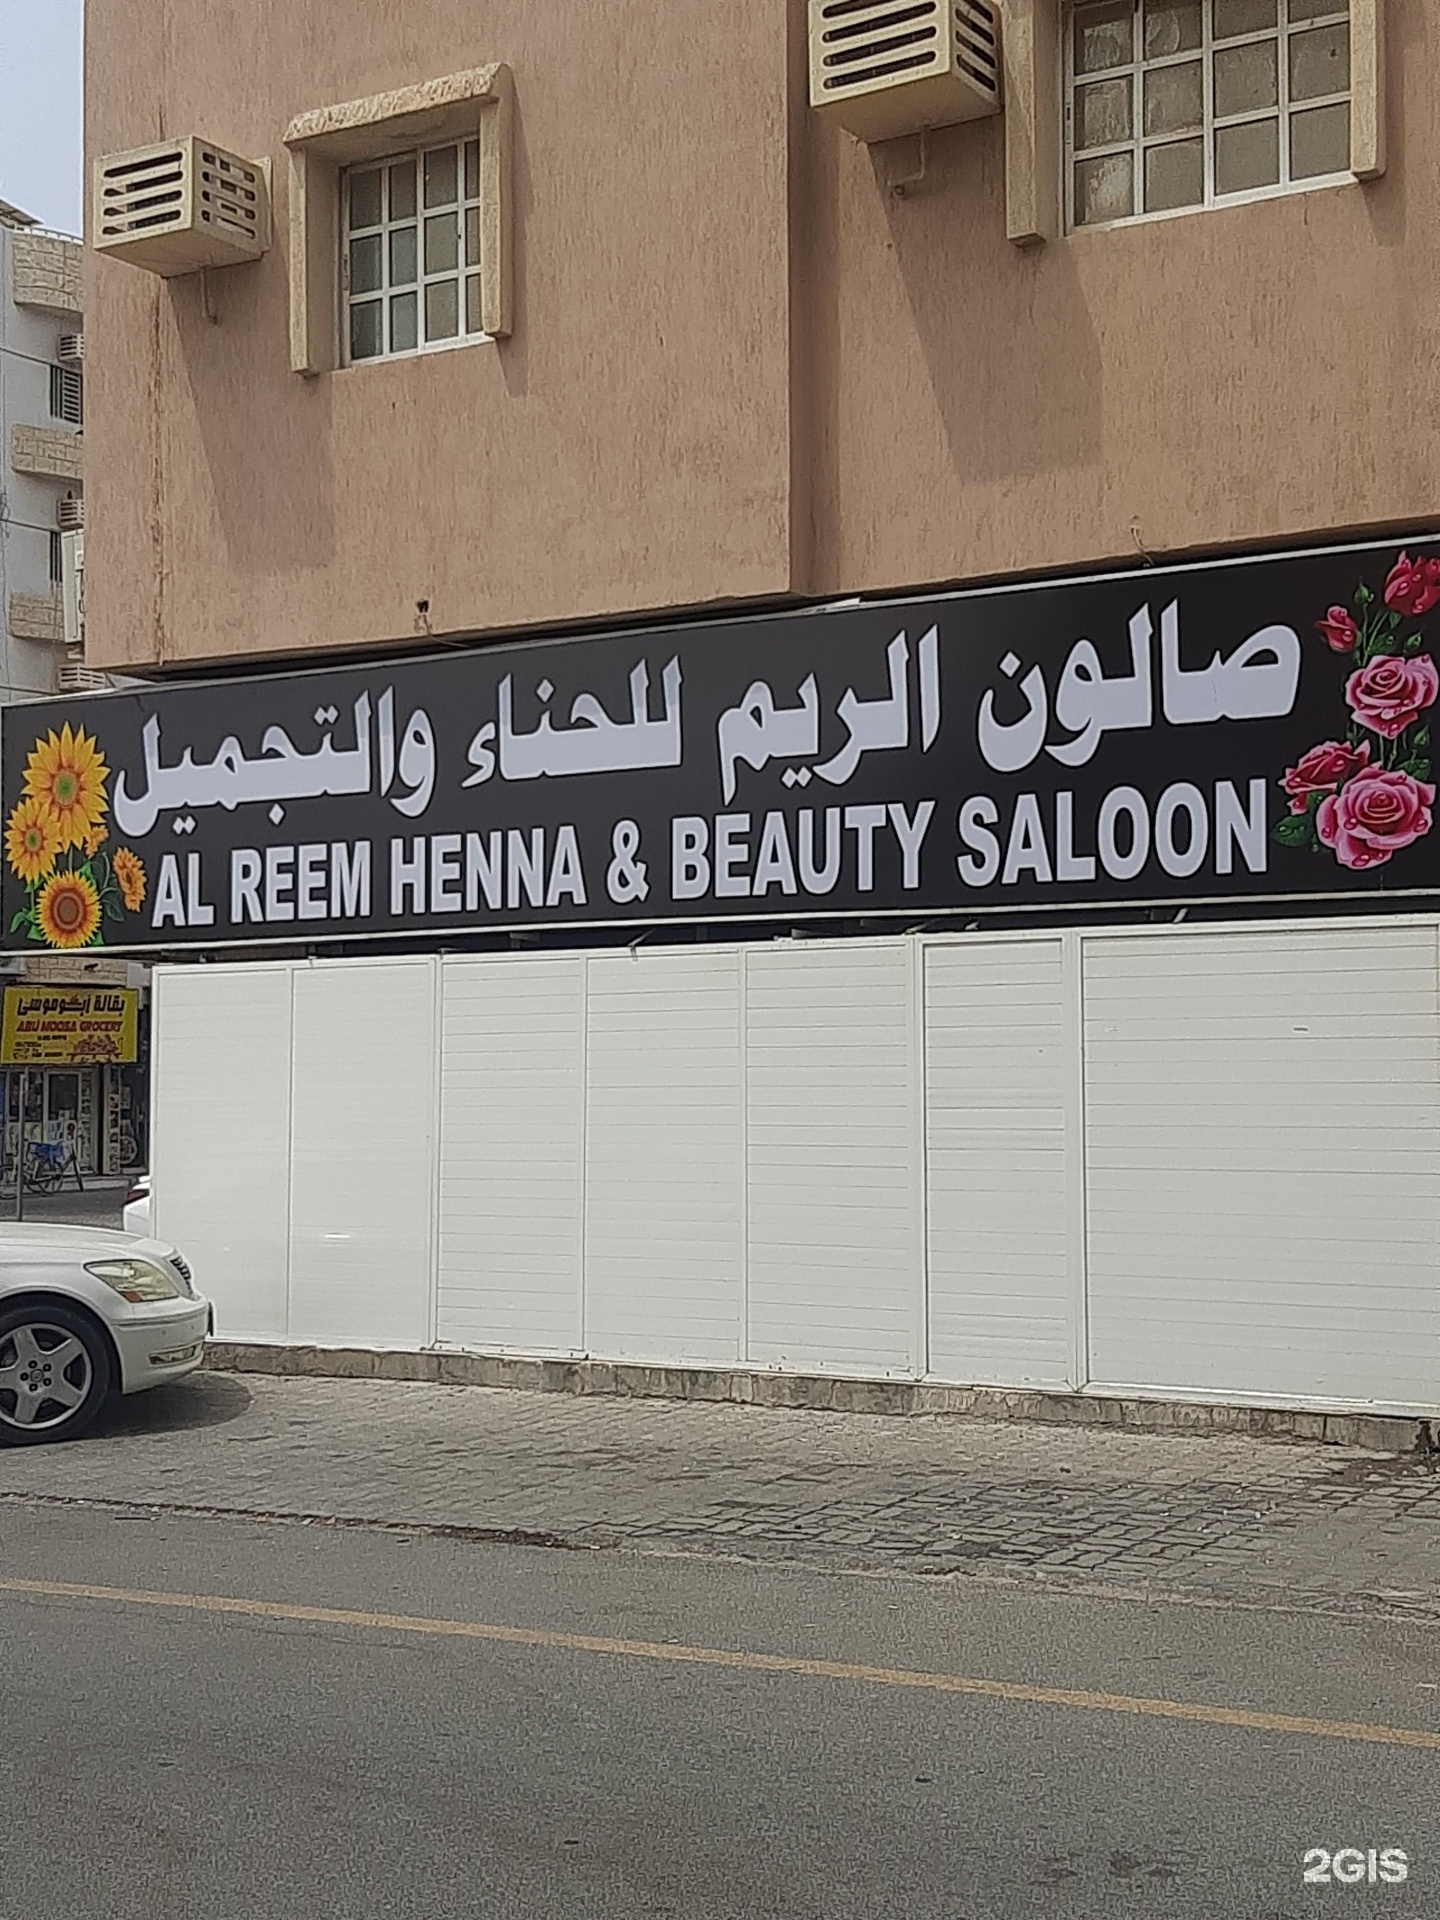 صالون الريم للحناء والتجميل
AL REEM HENNA & BEAUTY SALOON
بقالة أبو موسى
ABU MOOSA GROCERY
2GIS